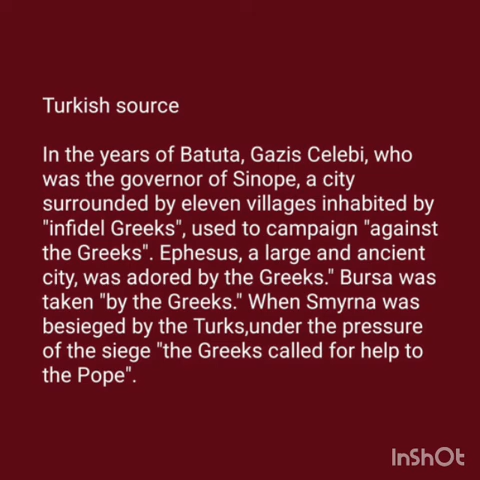 Turkish source
In the years of Batuta, Gazis Celebi, who
was the governor of Sinope, a city
surrounded by eleven villages inhabited by
"infidel Greeks", used to campaign "against
the Greeks". Ephesus, a large and ancient
city, was adored by the Greeks." Bursa was
taken "by the Greeks." When Smyrna was
besieged by the Turks,under the pressure
of the siege "the Greeks called for help to
the Pope".
InShOt